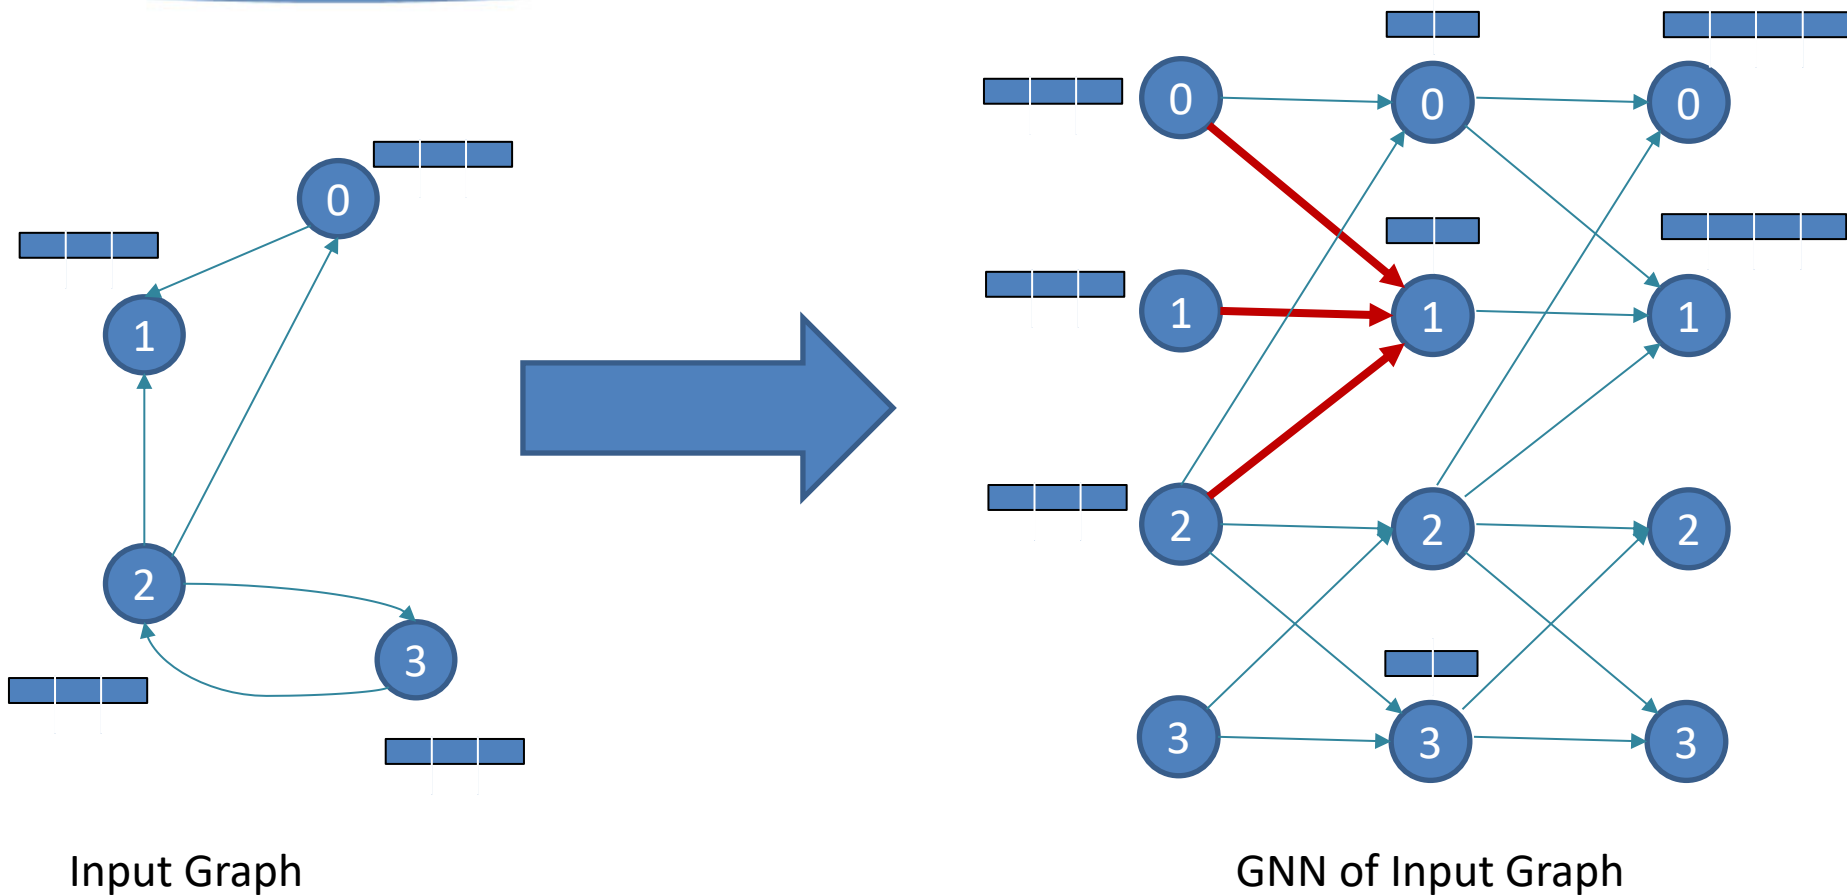 0
1
2
3
Input Graph
0 0 0
1 1 1
2 2 2
3 3 3
GNN of Input Graph